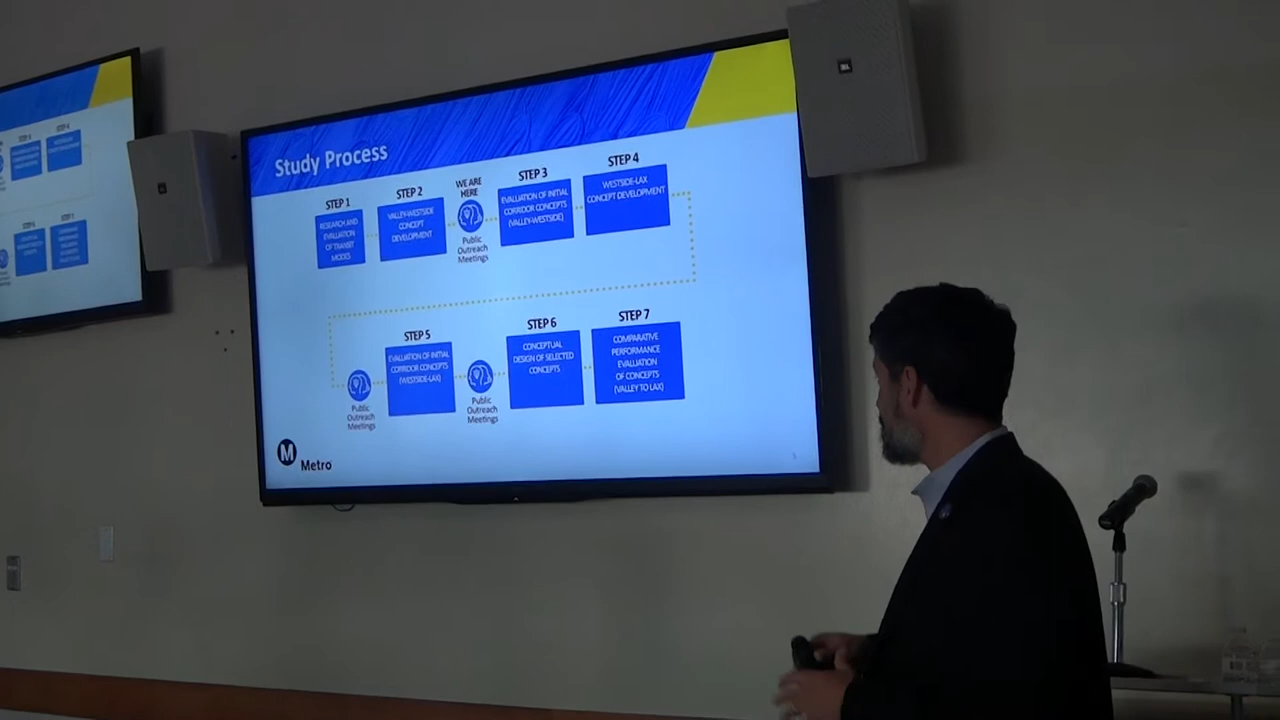 Study Process
STEP 1
RESEARCH AND
EVALUATION
OF TRANSIT
MODES
STEP 2
VALLEY-WESTSIDE
CONCEPT
DEVELOPMENT
WE ARE
HERE
Public
Outreach
Meetings
STEP 3
EVALUATION OF INITIAL
CORRIDOR CONCEPTS
(VALLEY-WESTSIDE)
STEP 4
WESTSIDE-LAX
CONCEPT DEVELOPMENT
Public
Outreach
Meetings
STEP 5
EVALUATION OF INITIAL
CORRIDOR CONCEPTS
(WESTSIDE-LAX)
Public
Outreach
Meetings
STEP 6
CONCEPTUAL
DESIGN OF SELECTED
CONCEPTS
STEP 7
COMPARATIVE
PERFORMANCE
EVALUATION
OF CONCEPTS
(VALLEY TO LAX)
M
Metro
JBL